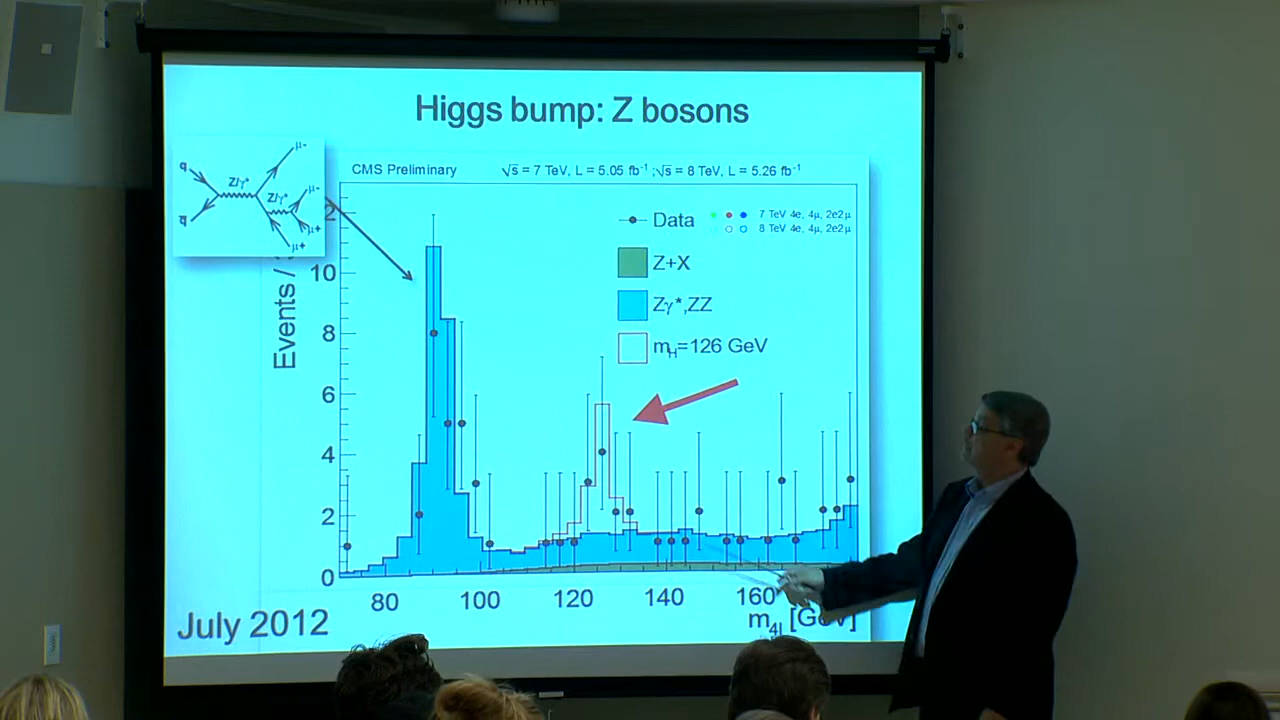 Higgs bump: Z bosons
q
q̅
Z/γ*
Z/γ*
μ-
μ-
μ+
μ+
CMS Preliminary
√s = 7 TeV, L = 5.05 fb⁻¹ ;√s = 8 TeV, L = 5.26 fb⁻¹
Data
7 TeV 4e, 4μ, 2e2μ
8 TeV 4e, 4μ, 2e2μ
Z+X
Zγ*,ZZ
mH=126 GeV
Events /
2
10
8
6
4
2
0
80
100
120
140
160
m4l [GeV]
July 2012